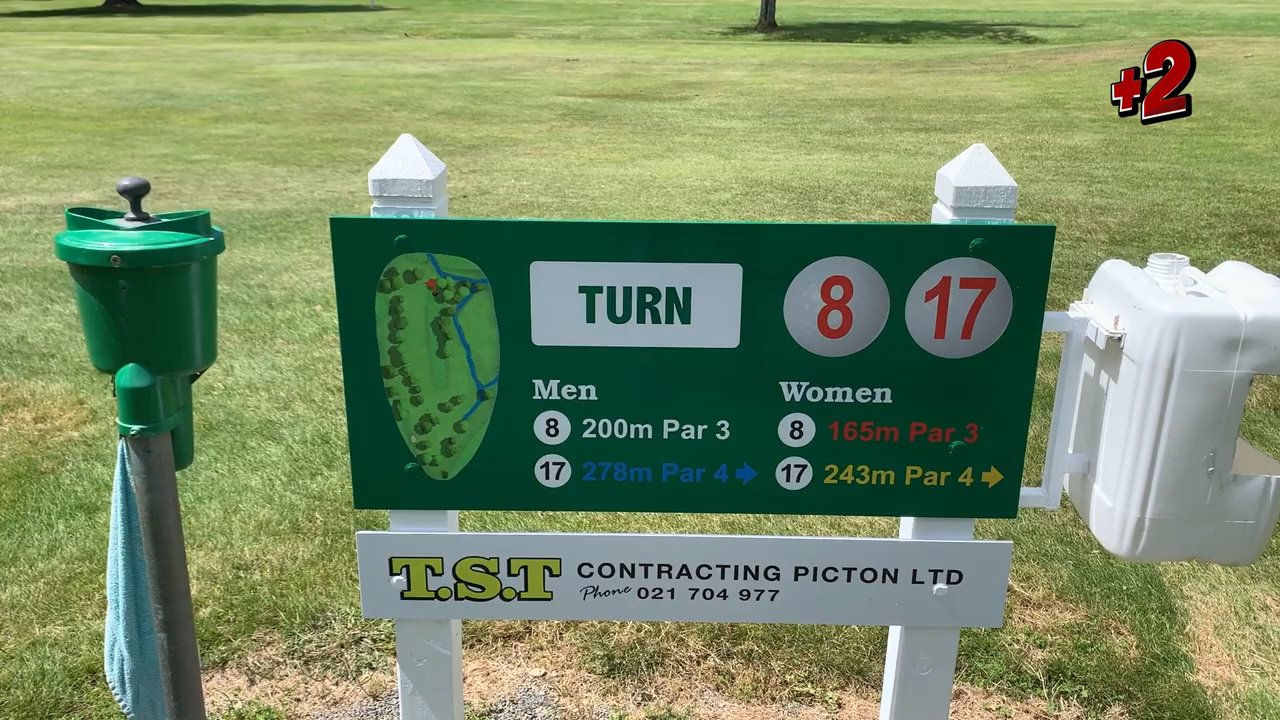 +2
TURN
8 17
Men
8 200m Par 3
17 278m Par 4
Women
8 165m Par 3
17 243m Par 4
T.S.T CONTRACTING PICTON LTD
Phone 021 704 977